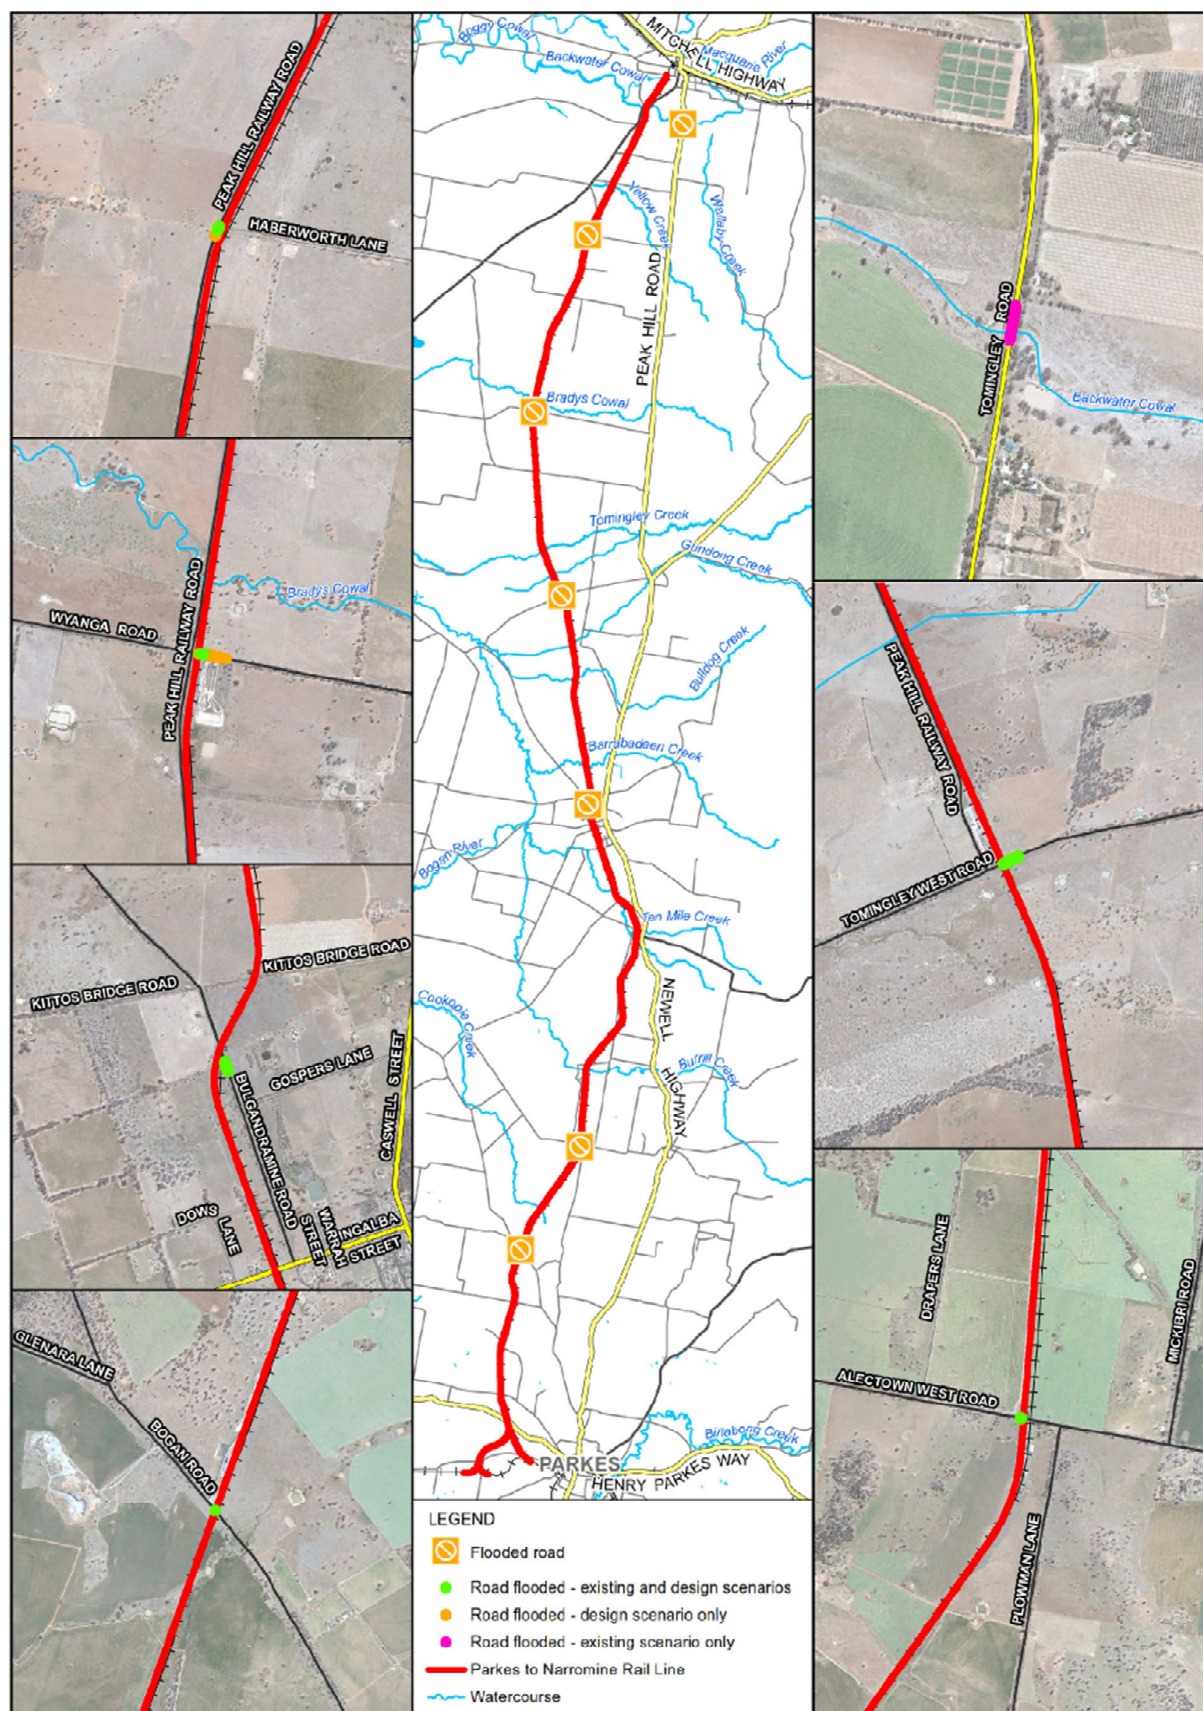 PEAK HILL RAILWAY ROAD
HABERWORTH LANE
WYANGA ROAD
PEAK HILL RAILWAY ROAD
Bradys Cowal
KITTOS BRIDGE ROAD
KITTOS BRIDGE ROAD
GOSPERS LANE
BULGANDRAMINE ROAD
CASWELL STREET
DOWS LANE
WARRAH STREET
INGALBA STREET
GLENARA LANE
BOGAN ROAD
Boggy Cowal
MITCHELL HIGHWAY
Macquarie River
Backwater Cowal
Yellow Creek
Wallaby Creek
PEAK HILL ROAD
Bradys Cowal
Tomingley Creek
Gundong Creek
Bulldog Creek
Barrabadeen Creek
Bogan River
Ten Mile Creek
Cookopie Creek
NEWELL HIGHWAY
Burrill Creek
Billabong Creek
PARKES
HENRY PARKES WAY
LEGEND
Flooded road
Road flooded - existing and design scenarios
Road flooded - design scenario only
Road flooded - existing scenario only
Parkes to Narromine Rail Line
Watercourse
TOMINGLEY ROAD
Backwater Cowal
PEAK HILL RAILWAY ROAD
TOMINGLEY WEST ROAD
DRAPERS LANE
MICKIBRI ROAD
ALECTOWN WEST ROAD
PLOWMAN LANE